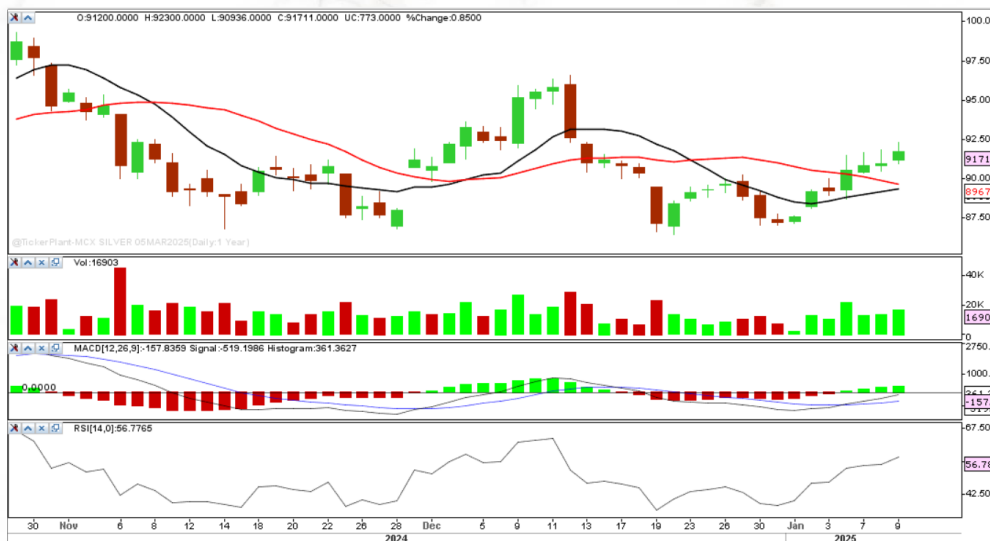 O:91200.0000 H:92300.0000 L:90936.0000 C:91711.0000 UC:773.0000 %Change:0.8500
100.0
97.50
95.00
92.50
9171
90.00
8967
87.50
@TickerPlant-MCX SILVER 05MAR2025(Daily:1 Year)
Vol:16903
40K
20K
1690
0
MACD[12,26,9]:-157.8359 Signal:-519.1986 Histogram:361.3627
2750.
1000.
0.0000
-157.
RSI[14,0]:56.7765
67.50
56.78
42.50
30 Nov 6 8 12 14 18 20 22 26 28 Dec 5 9 11 13 17 19 23 26 30 Jan 3 7 9
2024 2025